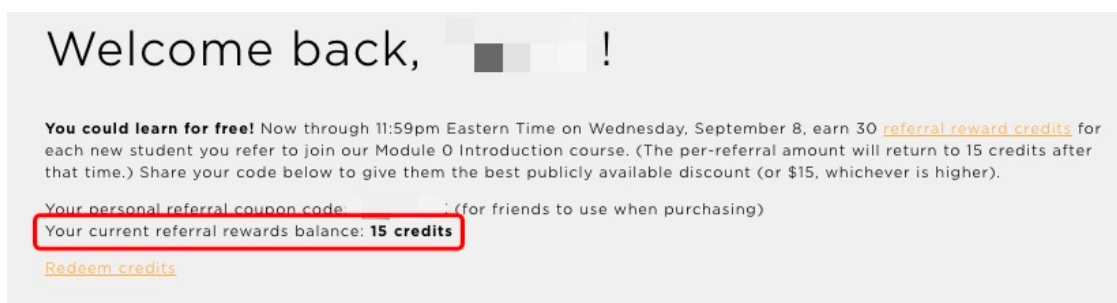 Welcome back, !
You could learn for free! Now through 11:59pm Eastern Time on Wednesday, September 8, earn 30 referral reward credits for
each new student you refer to join our Module 0 Introduction course. (The per-referral amount will return to 15 credits after
that time.) Share your code below to give them the best publicly available discount (or $15, whichever is higher).
Your personal referral coupon code: (for friends to use when purchasing)
Your current referral rewards balance: 15 credits
Redeem credits